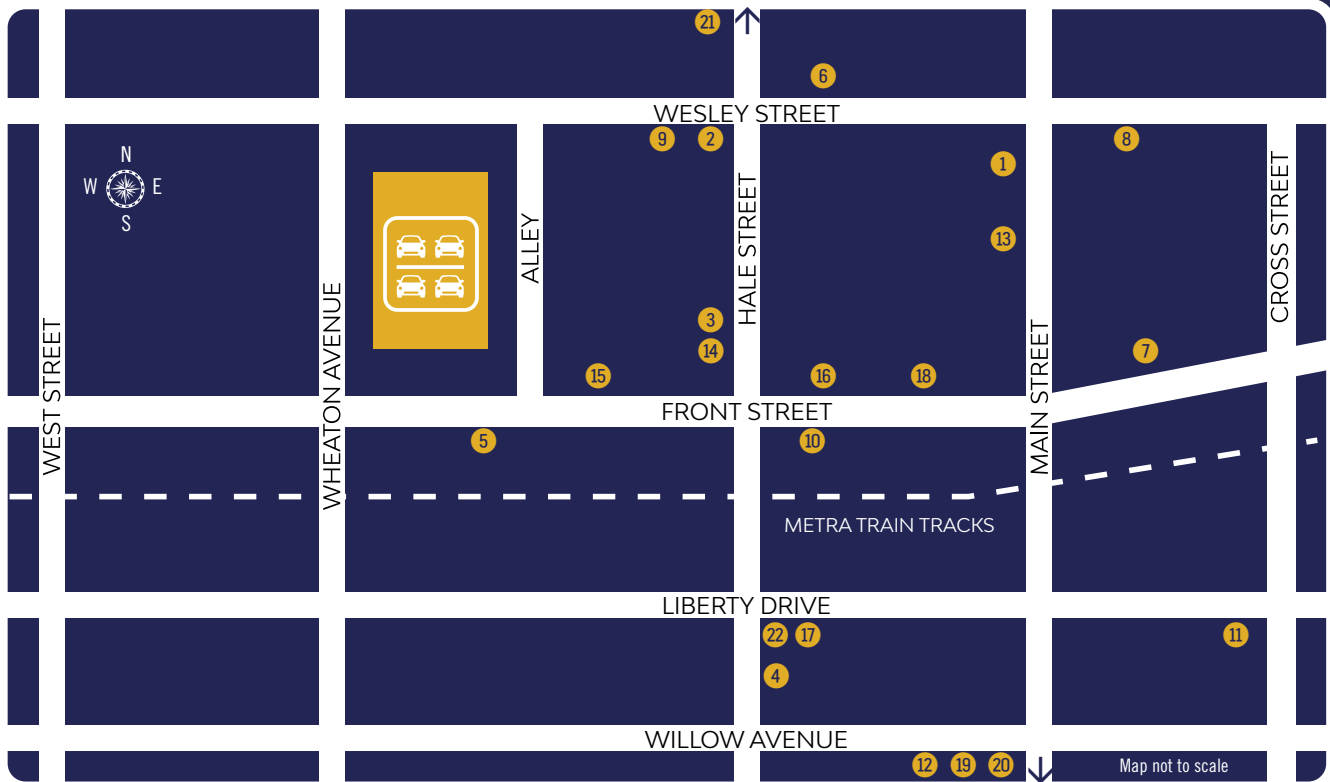 21
6
WESLEY STREET
9
2
8
1
N
W
E
S
13
ALLEY
HALE STREET
CROSS STREET
3
14
7
15
16
18
WEST STREET
WHEATON AVENUE
MAIN STREET
FRONT STREET
5
10
METRA TRAIN TRACKS
LIBERTY DRIVE
22
17
11
4
WILLOW AVENUE
12
19
20
Map not to scale